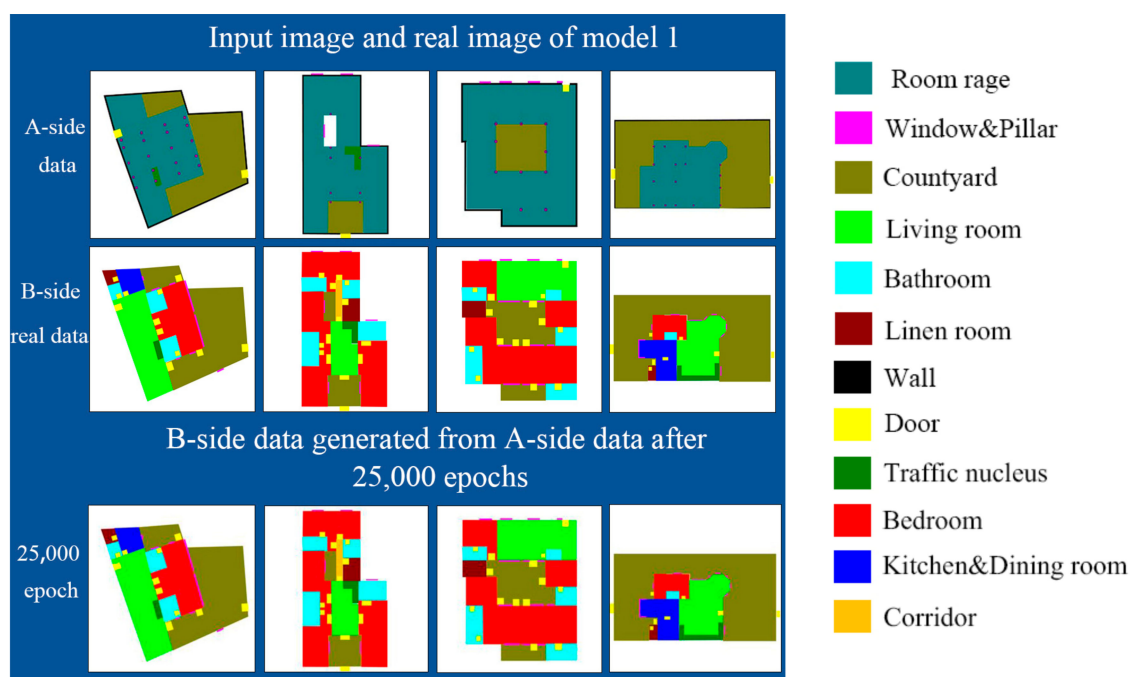 Input image and real image of model 1
A-side
data
B-side
real data
B-side data generated from A-side data after
25,000 epochs
25,000
epoch
Room rage
Window&Pillar
Countyard
Living room
Bathroom
Linen room
Wall
Door
Traffic nucleus
Bedroom
Kitchen&Dining room
Corridor